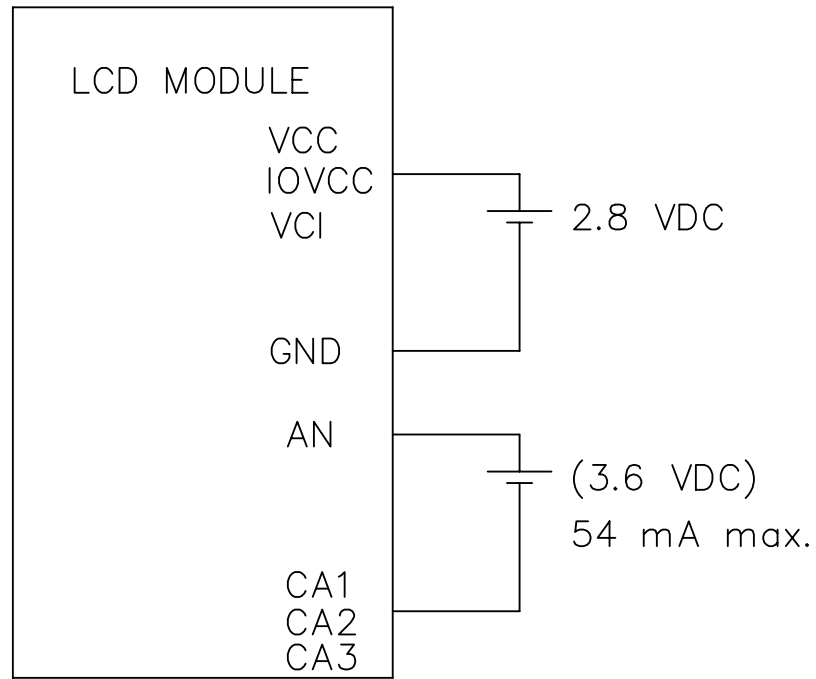 LCD MODULE
VCC
IOVCC
VCI
2.8 VDC
GND
AN
(3.6 VDC)
54 mA max.
CA1
CA2
CA3